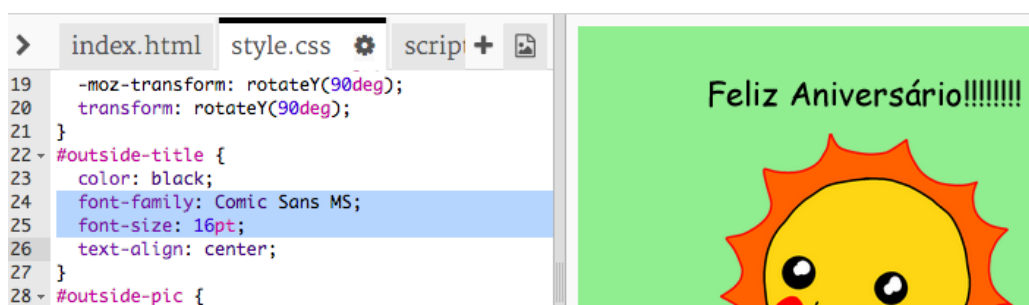 index.html style.css script
19 -moz-transform: rotateY(90deg);
20 transform: rotateY(90deg);
21 }
22 #outside-title {
23 color: black;
24 font-family: Comic Sans MS;
25 font-size: 16pt;
26 text-align: center;
27 }
28 #outside-pic {
Feliz Aniversário!!!!!!!!